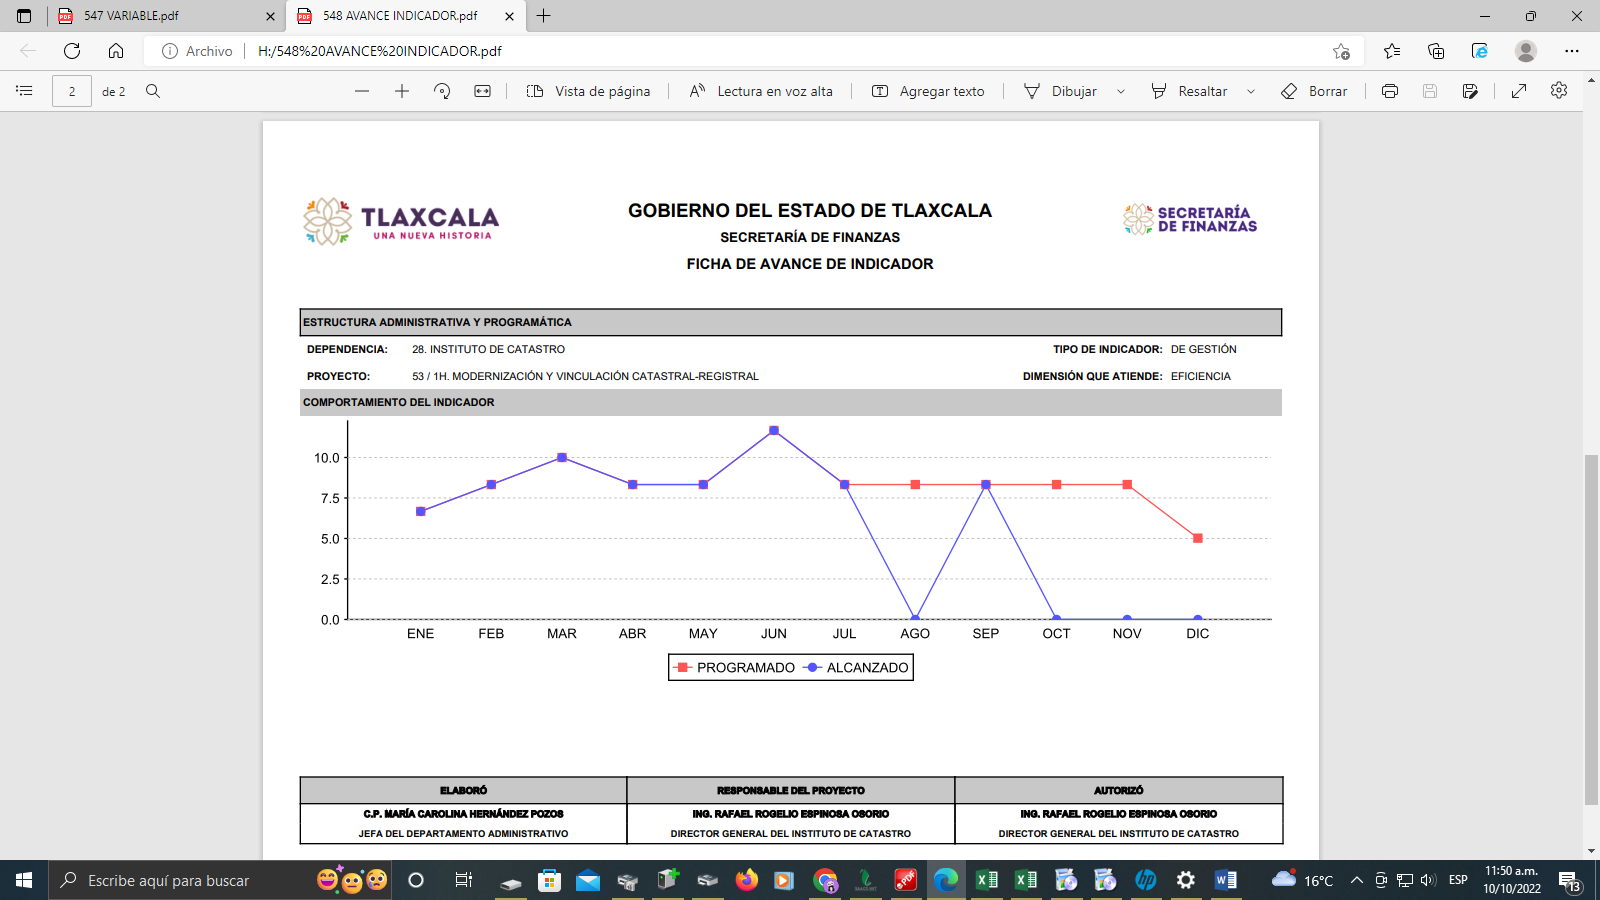 547 VARIABLE.pdf
548 AVANCE INDICADOR.pdf
Archivo
H:/548%20AVANCE%20INDICADOR.pdf
2
de 2
Vista de página
Lectura en voz alta
Agregar texto
Dibujar
Resaltar
Borrar
TLAXCALA
UNA NUEVA HISTORIA
GOBIERNO DEL ESTADO DE TLAXCALA
SECRETARÍA DE FINANZAS
FICHA DE AVANCE DE INDICADOR
SECRETARÍA
DE FINANZAS
ESTRUCTURA ADMINISTRATIVA Y PROGRAMÁTICA
DEPENDENCIA: 28. INSTITUTO DE CATASTRO
TIPO DE INDICADOR: DE GESTIÓN
PROYECTO: 53 / 1H. MODERNIZACIÓN Y VINCULACIÓN CATASTRAL-REGISTRAL
DIMENSIÓN QUE ATIENDE: EFICIENCIA
COMPORTAMIENTO DEL INDICADOR
10.0
7.5
5.0
2.5
0.0
ENE FEB MAR ABR MAY JUN JUL AGO SEP OCT NOV DIC
PROGRAMADO ALCANZADO
ELABORÓ
RESPONSABLE DEL PROYECTO
AUTORIZÓ
C.P. MARÍA CAROLINA HERNÁNDEZ POZOS
ING. RAFAEL ROGELIO ESPINOSA OSORIO
ING. RAFAEL ROGELIO ESPINOSA OSORIO
JEFA DEL DEPARTAMENTO ADMINISTRATIVO
DIRECTOR GENERAL DEL INSTITUTO DE CATASTRO
DIRECTOR GENERAL DEL INSTITUTO DE CATASTRO
Escribe aquí para buscar
16°C
ESP
11:50 a.m.
10/10/2022
13